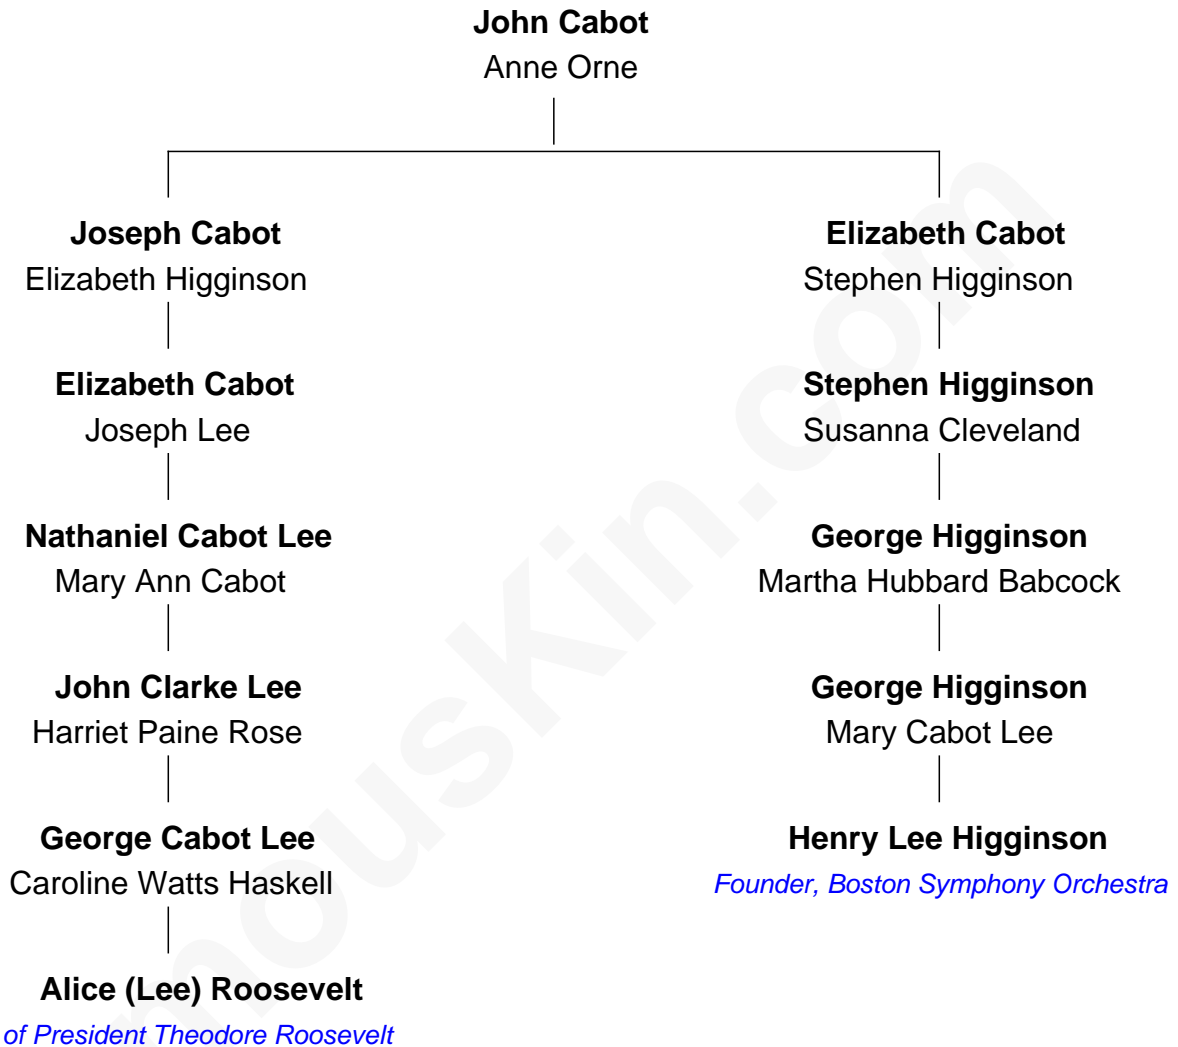 John Cabot
Anne Orne
Joseph Cabot
Elizabeth Higginson
Elizabeth Cabot
Joseph Lee
Nathaniel Cabot Lee
Mary Ann Cabot
John Clarke Lee
Harriet Paine Rose
George Cabot Lee
Caroline Watts Haskell
Alice (Lee) Roosevelt
of President Theodore Roosevelt
Elizabeth Cabot
Stephen Higginson
Stephen Higginson
Susanna Cleveland
George Higginson
Martha Hubbard Babcock
George Higginson
Mary Cabot Lee
Henry Lee Higginson
Founder, Boston Symphony Orchestra
mouskin.com